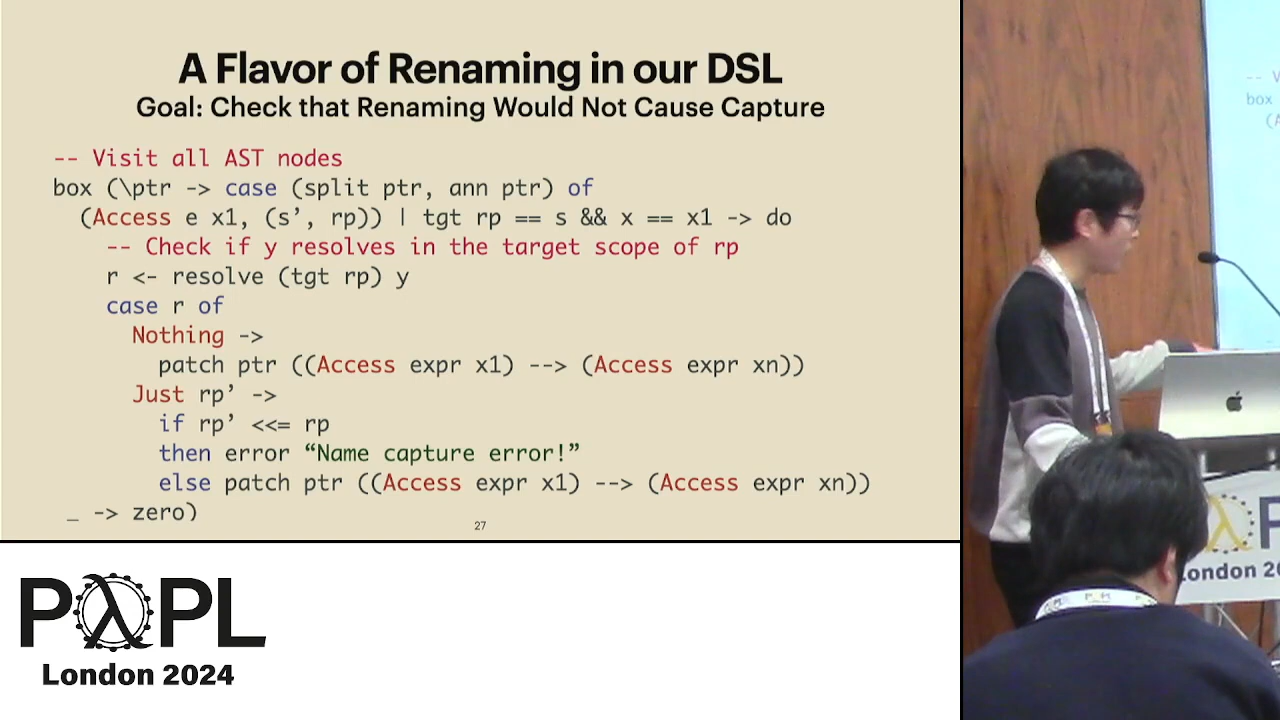 A Flavor of Renaming in our DSL
Goal: Check that Renaming Would Not Cause Capture
-- Visit all AST nodes
box (\ptr -> case (split ptr, ann ptr) of
(Access e x1, (s’, rp)) | tgt rp == s && x == x1 -> do
-- Check if y resolves in the target scope of rp
r <- resolve (tgt rp) y
case r of
Nothing ->
patch ptr ((Access expr x1) --> (Access expr xn))
Just rp’ ->
if rp’ <<= rp
then error “Name capture error!”
else patch ptr ((Access expr x1) --> (Access expr xn))
_ -> zero)
27
PλPL
London 2024
box